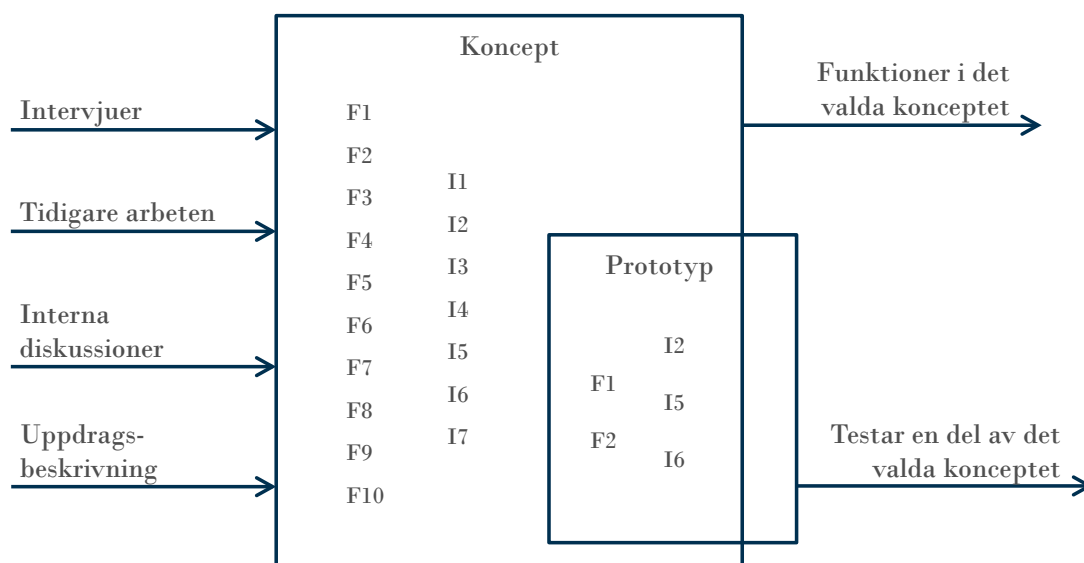 Koncept
Intervjuer
Tidigare arbeten
Interna
diskussioner
Uppdrags-
beskrivning
F1
F2
F3
F4
F5
F6
F7
F8
F9
F10
I1
I2
I3
I4
I5
I6
I7
Prototyp
F1
F2
I2
I5
I6
Funktioner i det
valda konceptet
Testar en del av det
valda konceptet